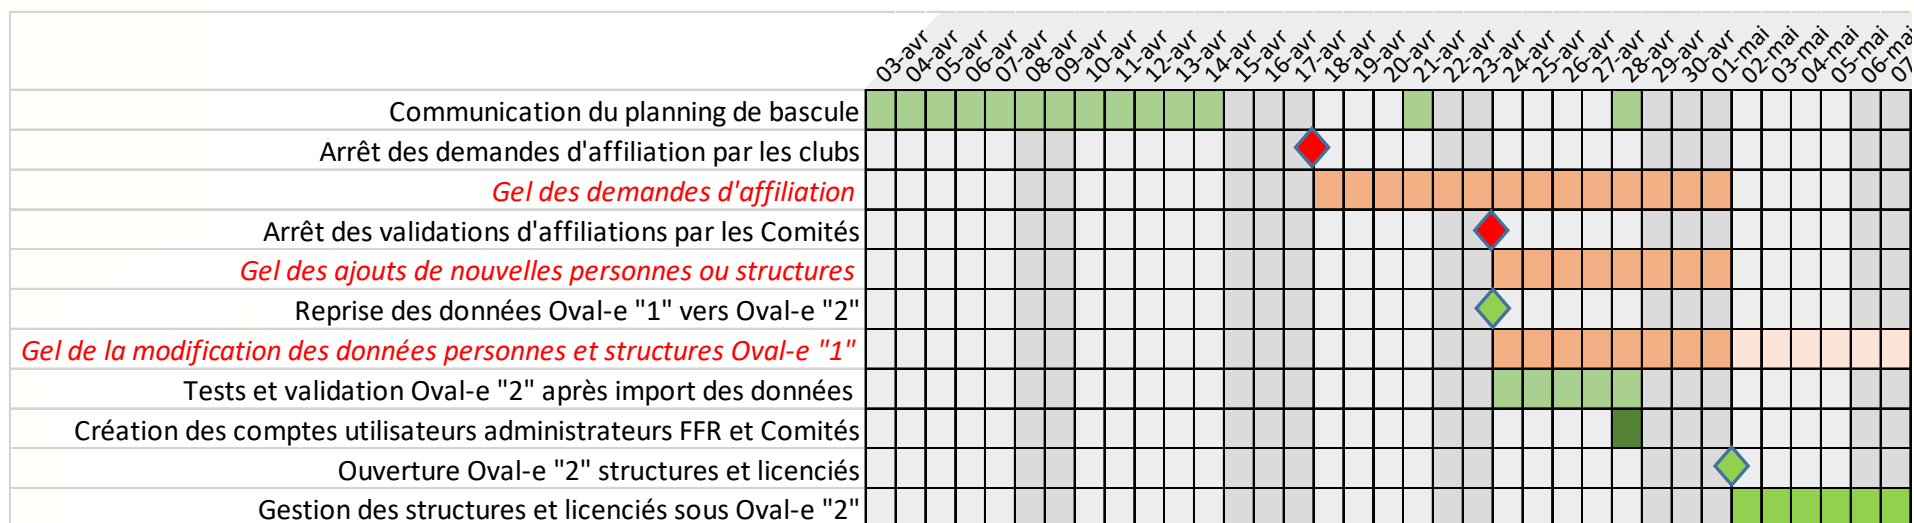 03-avr
04-avr
05-avr
06-avr
07-avr
08-avr
09-avr
10-avr
11-avr
12-avr
13-avr
14-avr
15-avr
16-avr
17-avr
18-avr
19-avr
20-avr
21-avr
22-avr
23-avr
24-avr
25-avr
26-avr
27-avr
28-avr
29-avr
30-avr
01-mai
02-mai
03-mai
04-mai
05-mai
06-mai
07
Communication du planning de bascule
Arrêt des demandes d'affiliation par les clubs
Gel des demandes d'affiliation
Arrêt des validations d'affiliations par les Comités
Gel des ajouts de nouvelles personnes ou structures
Reprise des données Oval-e "1" vers Oval-e "2"
Gel de la modification des données personnes et structures Oval-e "1"
Tests et validation Oval-e "2" après import des données
Création des comptes utilisateurs administrateurs FFR et Comités
Ouverture Oval-e "2" structures et licenciés
Gestion des structures et licenciés sous Oval-e "2"